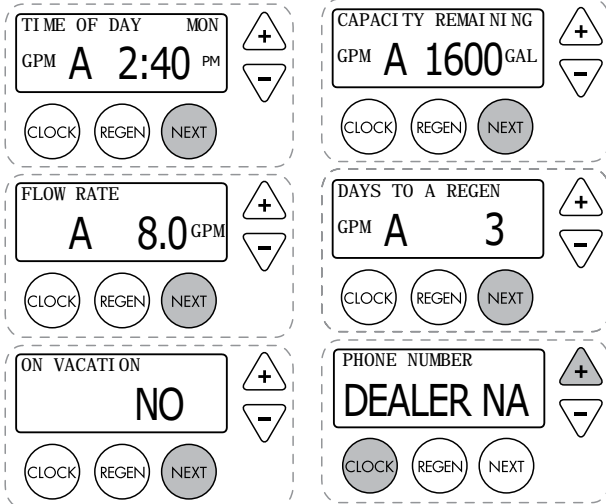 TIME OF DAY MON
GPM A 2:40 PM
+
−
CLOCK REGEN NEXT
CAPACITY REMAINING
GPM A 1600 GAL
+
−
CLOCK REGEN NEXT
FLOW RATE
A 8.0 GPM
+
−
CLOCK REGEN NEXT
DAYS TO A REGEN
GPM A 3
+
−
CLOCK REGEN NEXT
ON VACATION
NO
+
−
CLOCK REGEN NEXT
PHONE NUMBER
DEALER NA
+
−
CLOCK REGEN NEXT